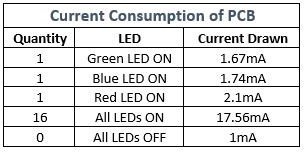 Current Consumption of PCB
Quantity LED Current Drawn
1 Green LED ON 1.67mA
1 Blue LED ON 1.74mA
1 Red LED ON 2.1mA
16 All LEDs ON 17.56mA
0 All LEDs OFF 1mA